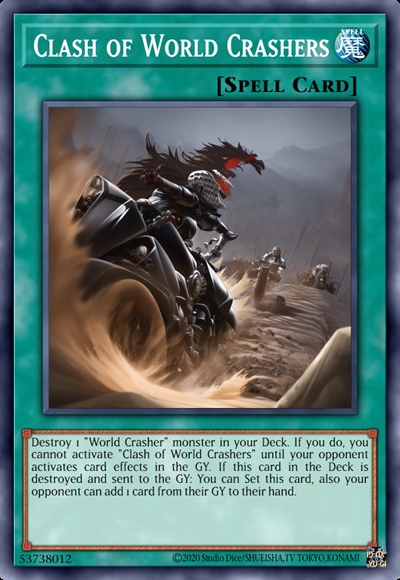 CLASH OF WORLD CRASHERS
SPELL
魔
[SPELL CARD]
Destroy 1 "World Crasher" monster in your Deck. If you do, you
cannot activate "Clash of World Crashers" until your opponent
activates card effects in the GY. If this card in the Deck is
destroyed and sent to the GY: You can Set this card, also your
opponent can add 1 card from their GY to their hand.
53738012
©2020 Studio Dice/SHUEISHA,TV TOKYO,KONAMI